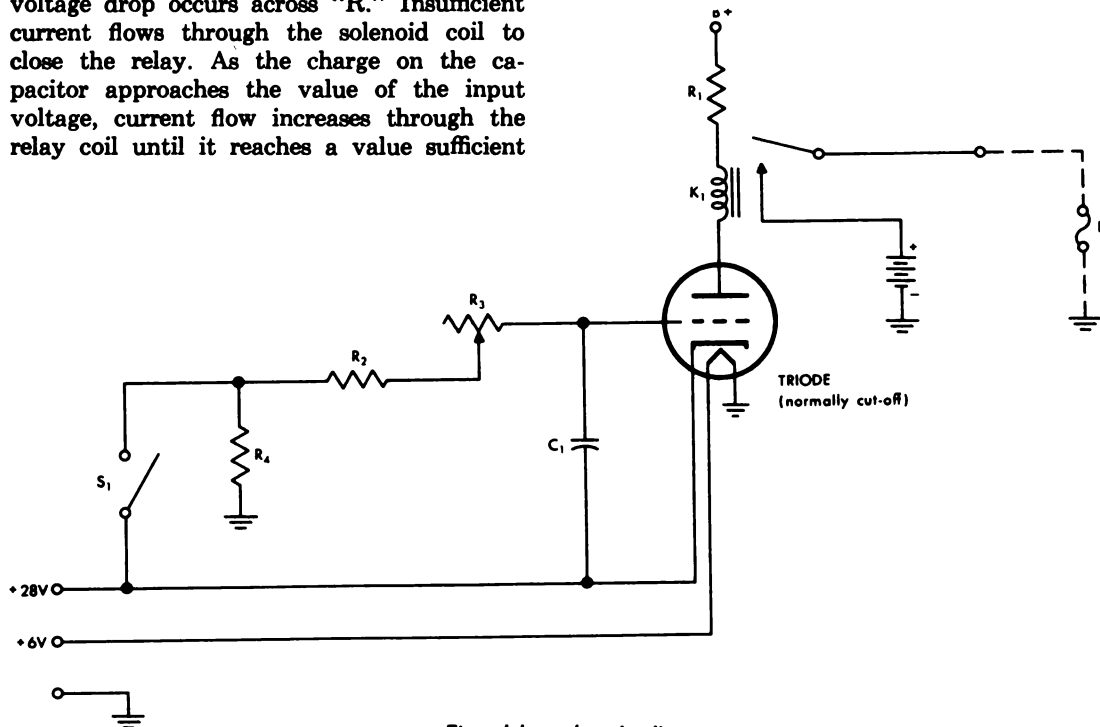 voltage drop occurs across "R." Insufficient
current flows through the solenoid coil to
close the relay. As the charge on the ca-
pacitor approaches the value of the input
voltage, current flow increases through the
relay coil until it reaches a value sufficient
B+
R1
K1
+
−
R3
R2
TRIODE
(normally cut-off)
C1
R4
S1
+28V
+6V